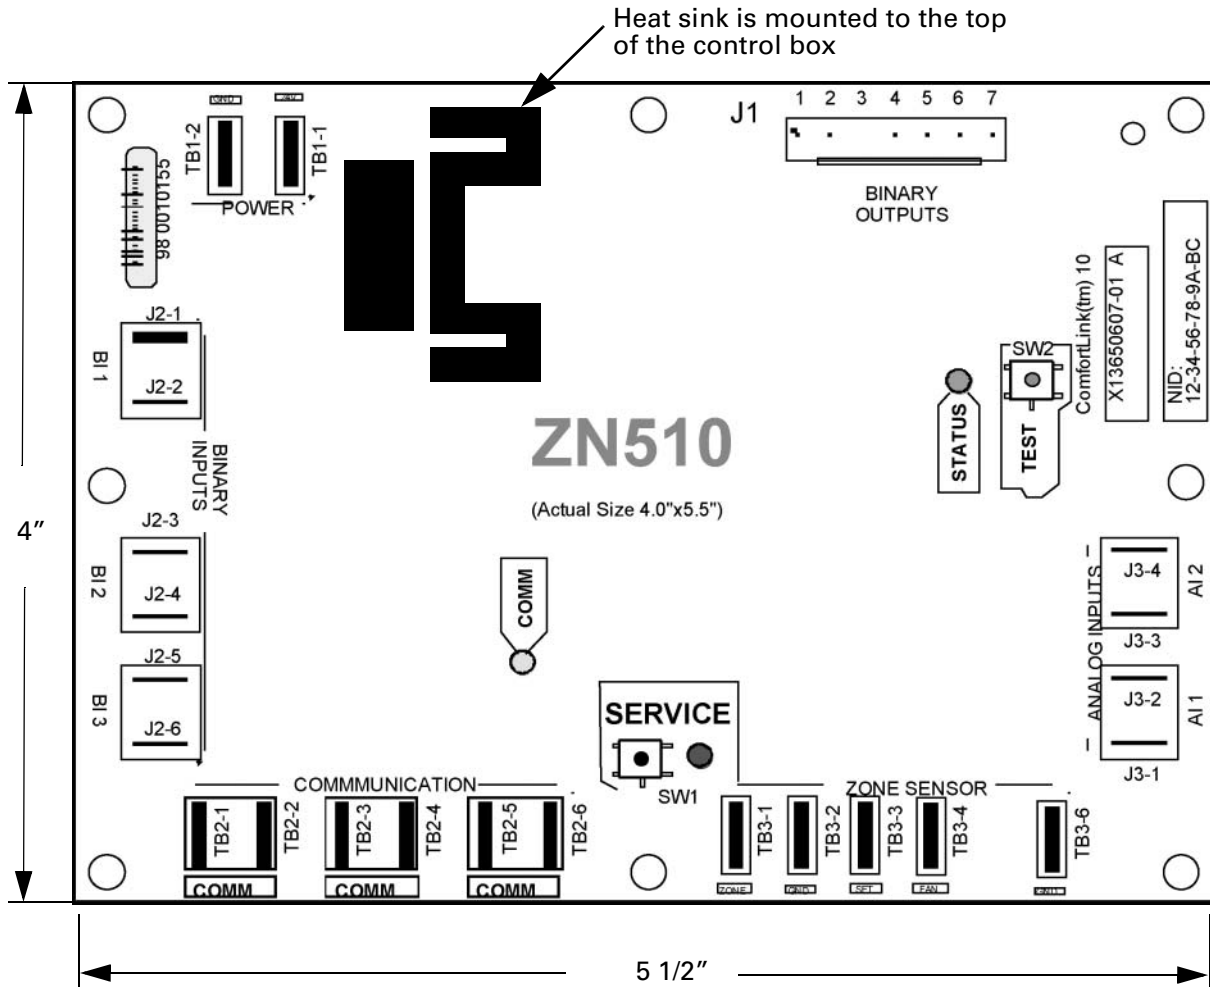 Heat sink is mounted to the top
of the control box
GND
TB1-2
TB1-1
POWER
98 0010155
J1
1 2 3 4 5 6 7
BINARY
OUTPUTS
J2-1
BI 1
J2-2
BINARY
INPUTS
J2-3
BI 2
J2-4
J2-5
BI 3
J2-6
4″
ZN510
(Actual Size 4.0"x5.5")
COMM
STATUS
SW2
TEST
ComfortLink(tm) 10
X13650607-01 A
NID:
12-34-56-78-9A-BC
ANALOG INPUTS
J3-4
AI 2
J3-3
J3-2
AI 1
J3-1
SERVICE
SW1
COMMMUNICATION
TB2-1
TB2-2
TB2-3
TB2-4
TB2-5
TB2-6
COMM
COMM
COMM
ZONE SENSOR
TB3-1
TB3-2
TB3-3
TB3-4
TB3-6
ZONE
GND
SET
FAN
5 1/2″